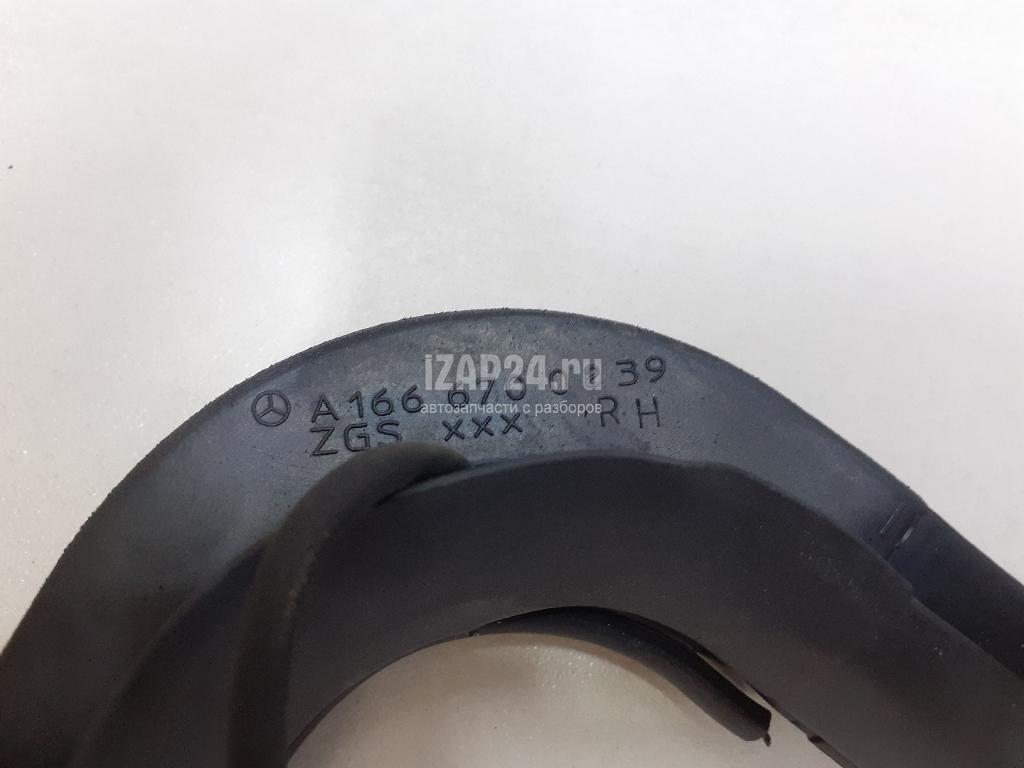 iZAP24.ru
A166 670 39
автозапчасти с разборов
ZGS xxx RH